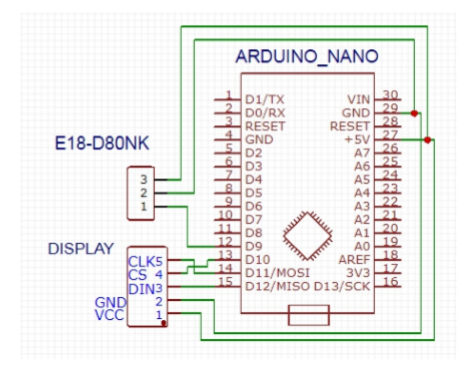 ARDUINO_NANO
1 D1/TX VIN 30
2 D0/RX GND 29
3 RESET RESET 28
4 GND +5V 27
5 D2 A7 26
6 D3 A6 25
7 D4 A5 24
8 D5 A4 23
9 D6 A3 22
10 D7 A2 21
11 D8 A1 20
12 D9 A0 19
13 D10 AREF 18
14 D11/MOSI 3V3 17
15 D12/MISO D13/SCK 16
E18-D80NK
3
2
1
DISPLAY
CLK 5
CS 4
DIN 3
GND 2
VCC 1